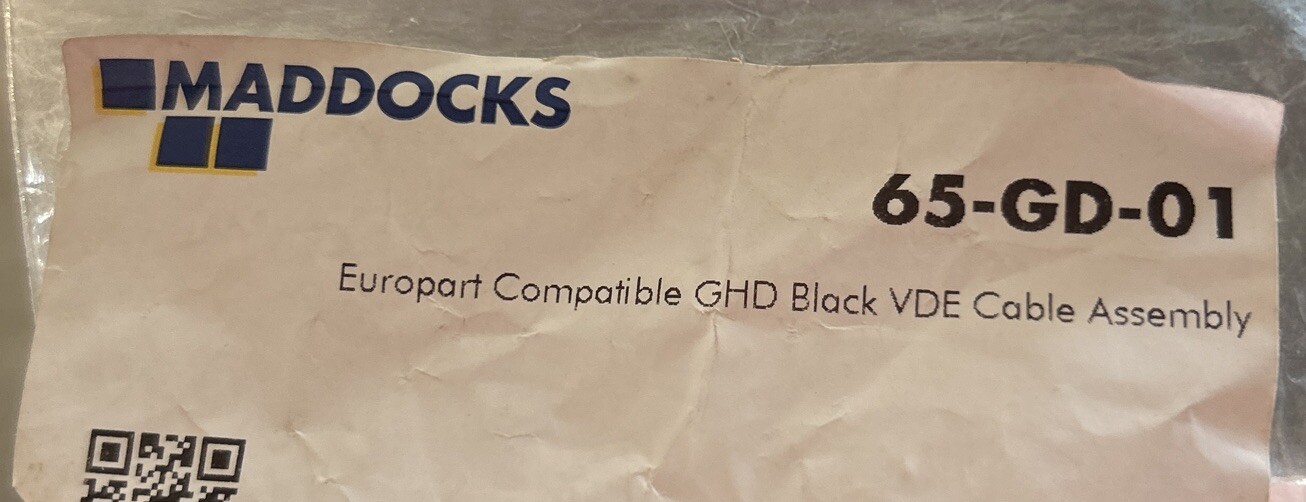 MADDOCKS
65-GD-01
Europart Compatible GHD Black VDE Cable Assembly